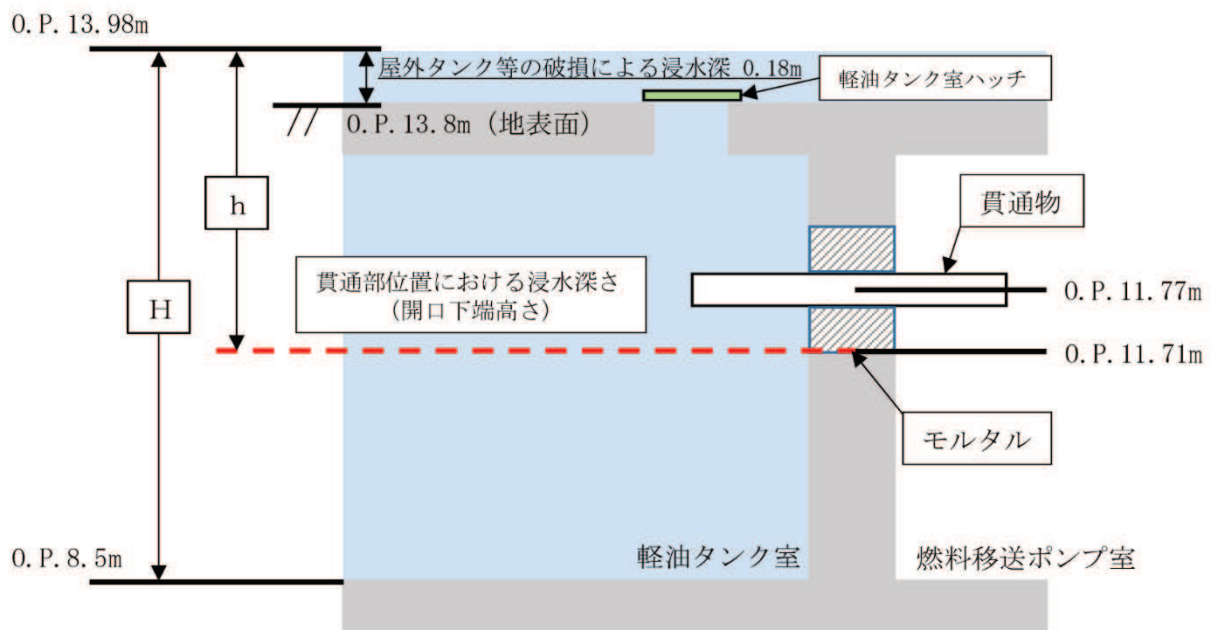 O.P.13.98m
屋外タンク等の破損による浸水深 0.18m
軽油タンク室ハッチ
O.P.13.8m(地表面)
h
貫通物
貫通部位置における浸水深さ
(開口下端高さ)
O.P.11.77m
H
O.P.11.71m
モルタル
O.P.8.5m
軽油タンク室
燃料移送ポンプ室